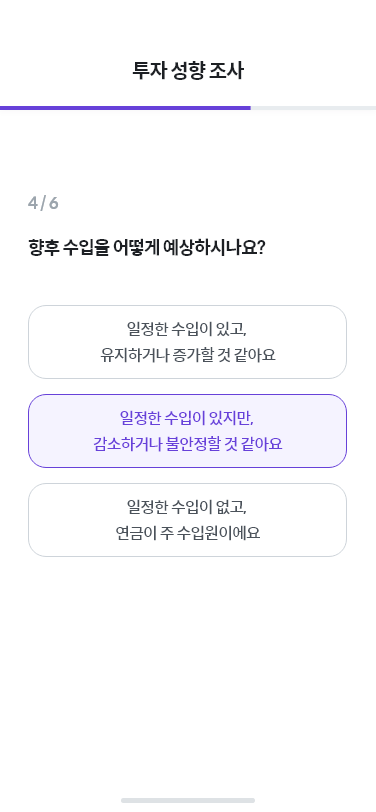 투자 성향 조사
4 / 6
향후 수입을 어떻게 예상하시나요?
일정한 수입이 있고,
유지하거나 증가할 것 같아요
일정한 수입이 있지만,
감소하거나 불안정할 것 같아요
일정한 수입이 없고,
연금이 주 수입원이에요